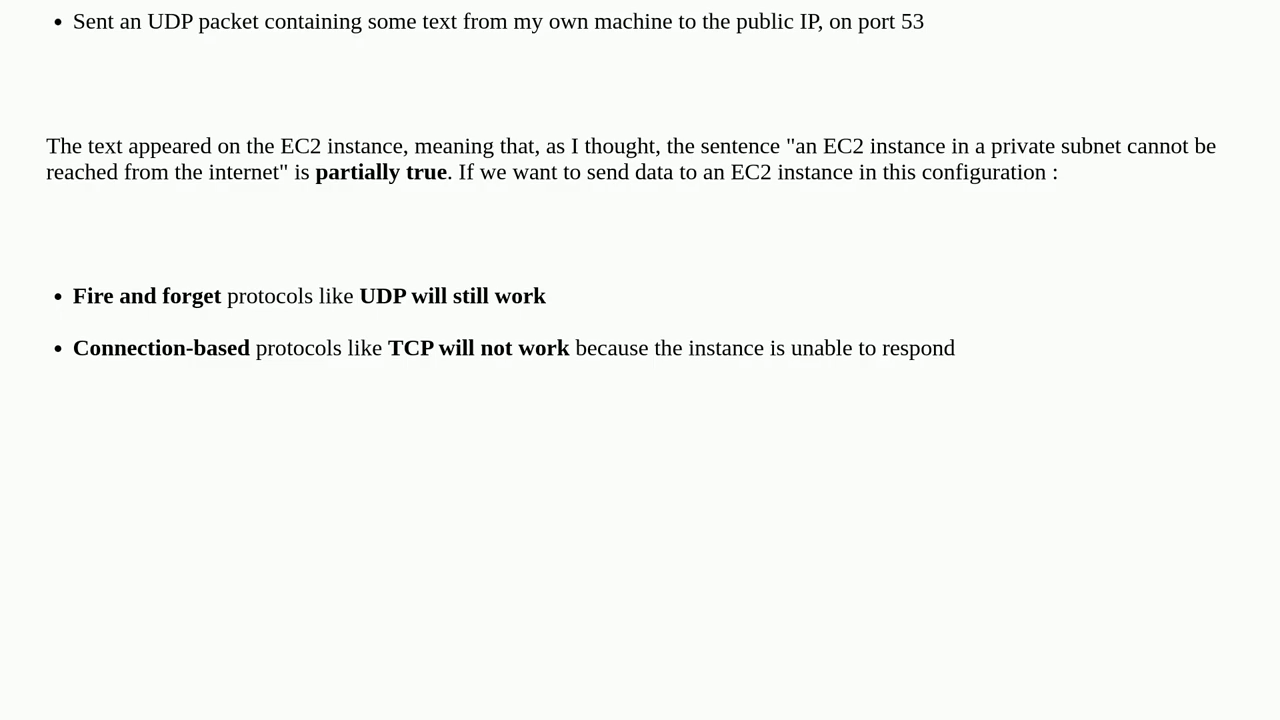 • Sent an UDP packet containing some text from my own machine to the public IP, on port 53
The text appeared on the EC2 instance, meaning that, as I thought, the sentence "an EC2 instance in a private subnet cannot be
reached from the internet" is partially true. If we want to send data to an EC2 instance in this configuration :
• Fire and forget protocols like UDP will still work
• Connection-based protocols like TCP will not work because the instance is unable to respond